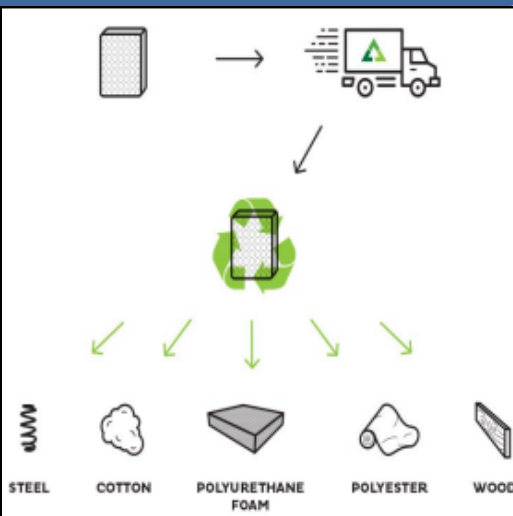 STEEL
COTTON
POLYURETHANE
FOAM
POLYESTER
WOOD